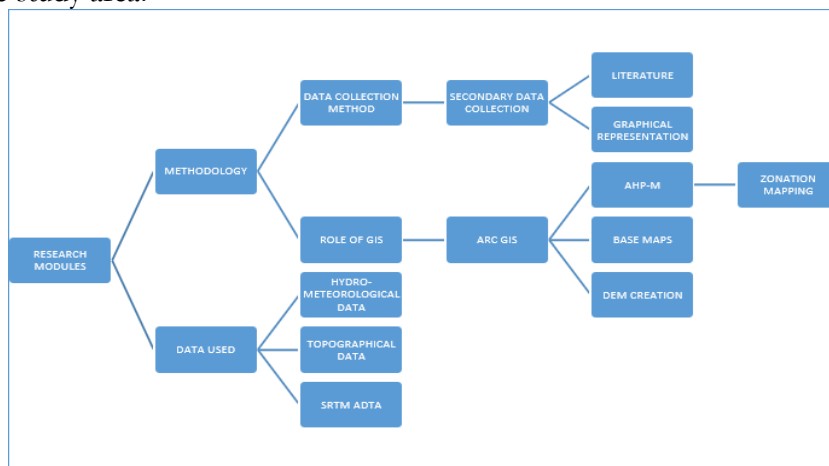 study area.
LITERATURE
DATA COLLECTION
METHOD
SECONDARY DATA
COLLECTION
GRAPHICAL
REPRESENTATION
METHODOLOGY
AHP-M
ZONATION
MAPPING
ROLE OF GIS
ARC GIS
BASE MAPS
RESEARCH
MODULES
HYDRO-
METEOROLOGICAL
DATA
DEM CREATION
DATA USED
TOPOGRAPHICAL
DATA
SRTM ADTA